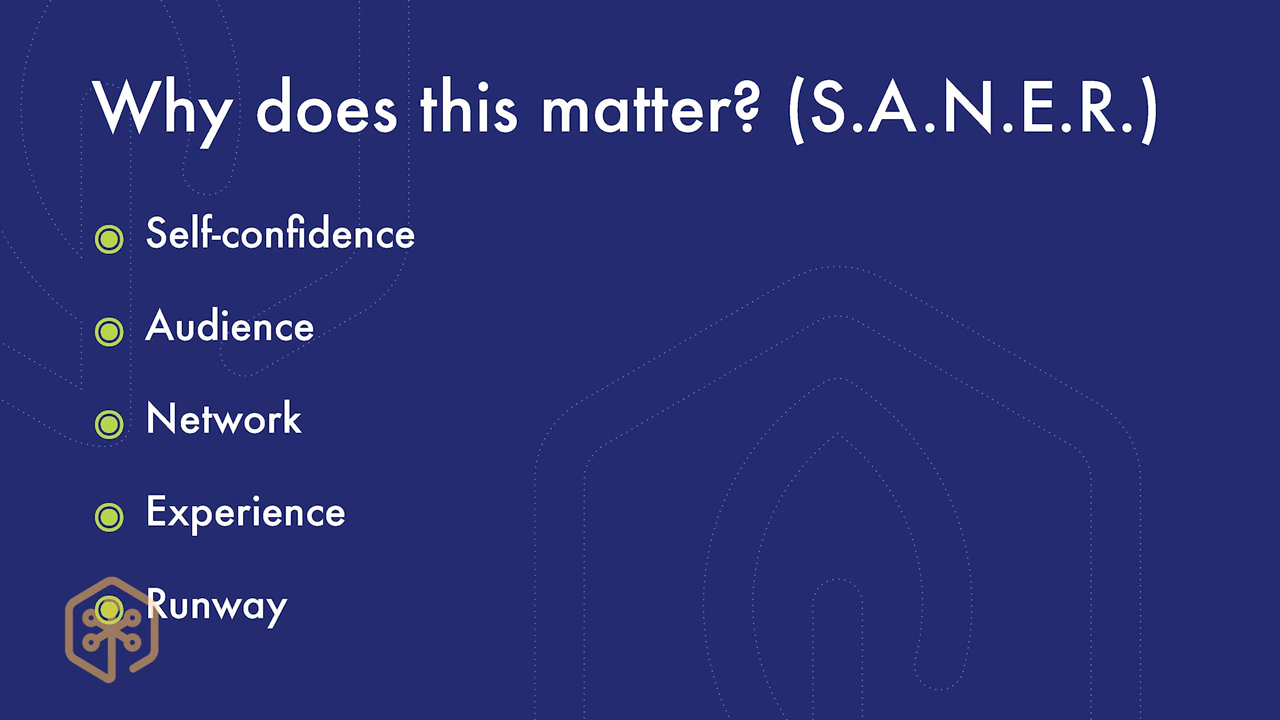 Why does this matter? (S.A.N.E.R.)
Self-confidence
Audience
Network
Experience
Runway